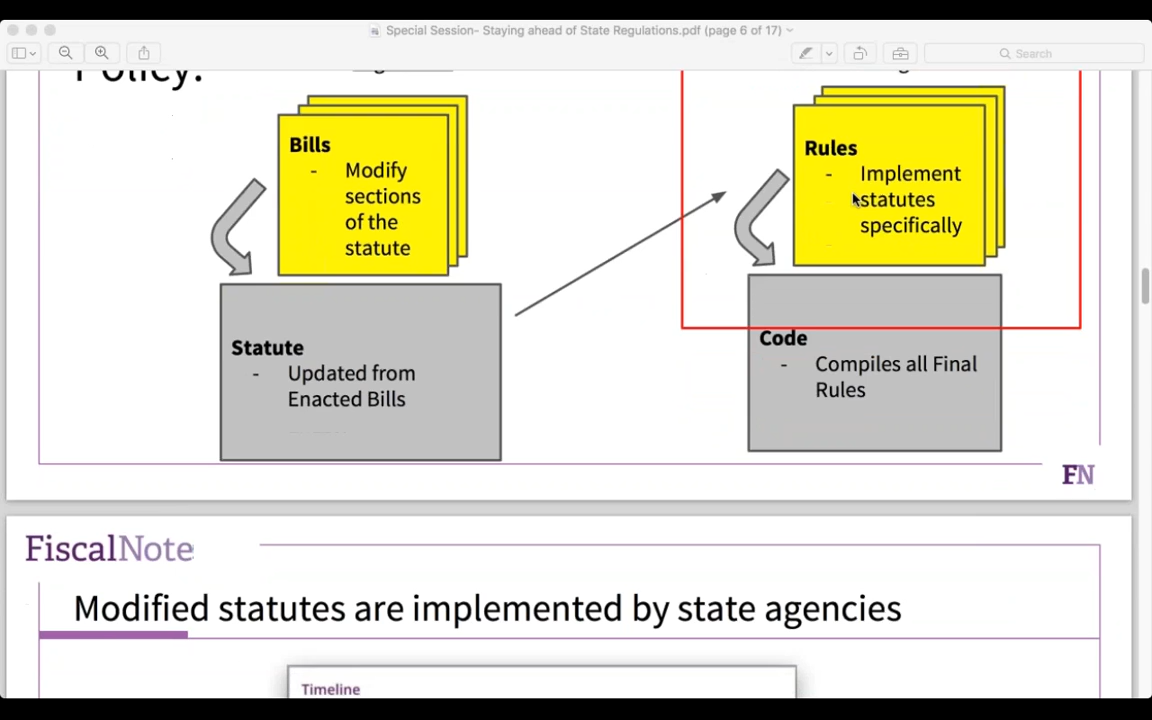 Special Session- Staying ahead of State Regulations.pdf (page 6 of 17)
Search
Policy:
Bills
- Modify
sections
of the
statute
Statute
- Updated from
Enacted Bills
Rules
- Implement
statutes
specifically
Code
- Compiles all Final
Rules
FN
FiscalNote
Modified statutes are implemented by state agencies
Timeline